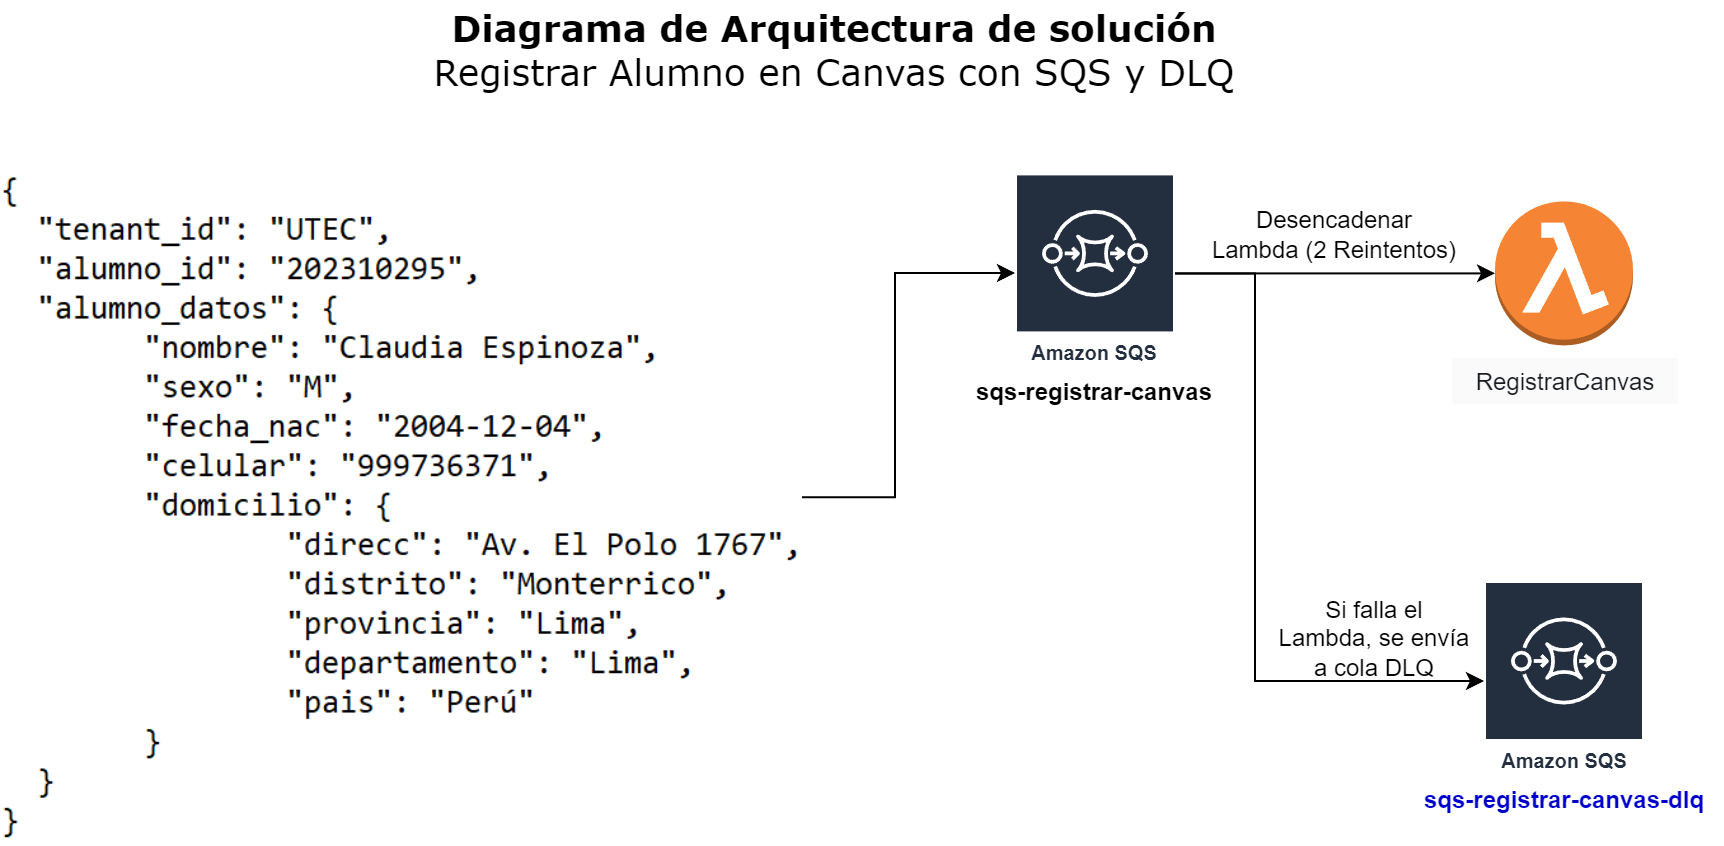 Diagrama de Arquitectura de solución
Registrar Alumno en Canvas con SQS y DLQ
{
"tenant_id": "UTEC",
"alumno_id": "202310295",
"alumno_datos": {
"nombre": "Claudia Espinoza",
"sexo": "M",
"fecha_nac": "2004-12-04",
"celular": "999736371",
"domicilio": {
"direcc": "Av. El Polo 1767",
"distrito": "Monterrico",
"provincia": "Lima",
"departamento": "Lima",
"pais": "Perú"
}
}
}
Amazon SQS
sqs-registrar-canvas
Desencadenar
Lambda (2 Reintentos)
RegistrarCanvas
Si falla el
Lambda, se envía
a cola DLQ
Amazon SQS
sqs-registrar-canvas-dlq